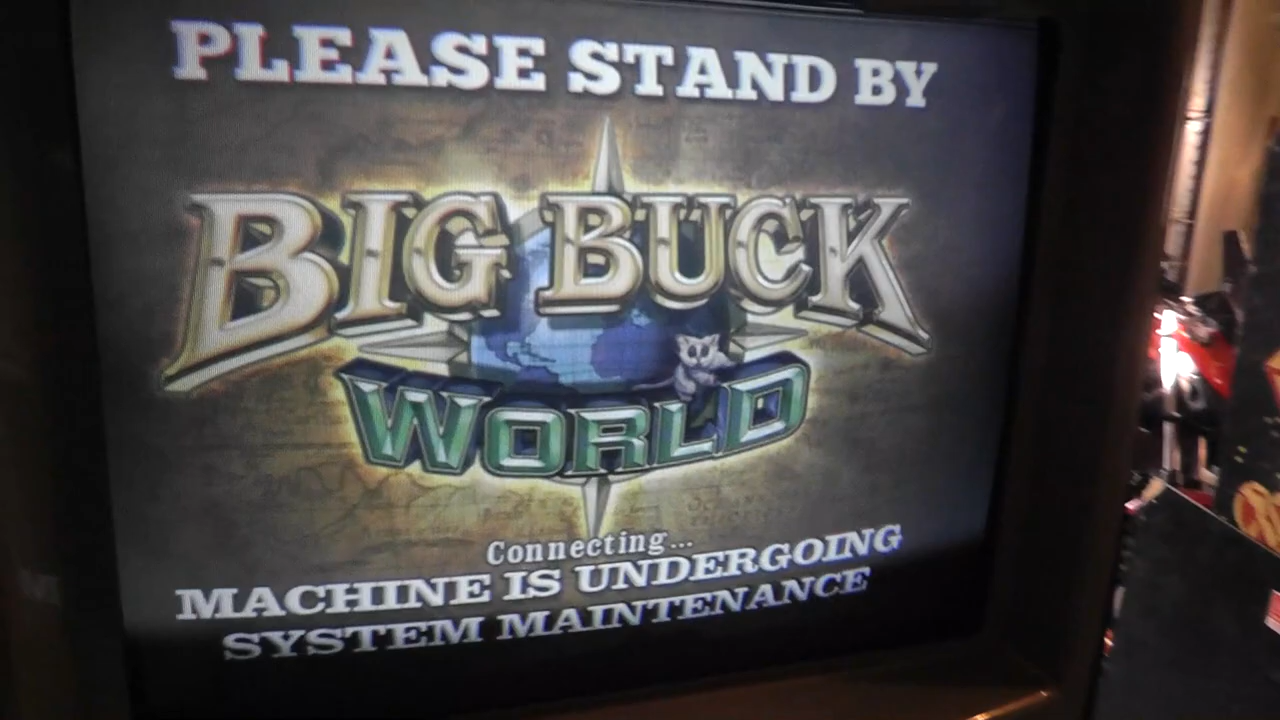 PLEASE STAND BY
BIG BUCK
WORLD
Connecting...
MACHINE IS UNDERGOING
SYSTEM MAINTENANCE